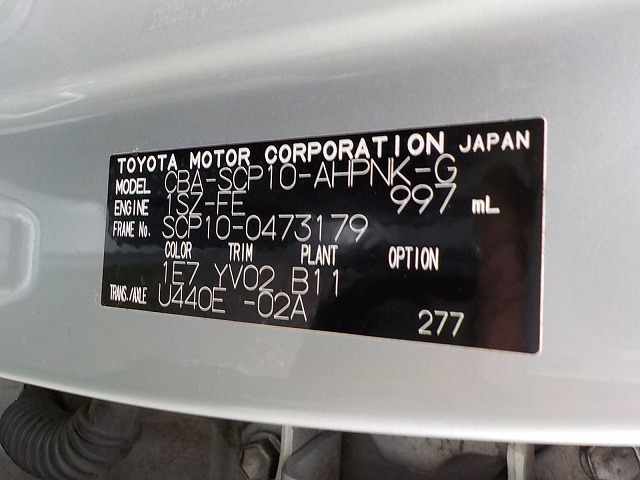 TOYOTA MOTOR CORPORATION JAPAN
MODEL CBA-SCP10-AHPNK-G
ENGINE 1SZ-FE 997 mL
FRAME No. SCP10-0473179
COLOR TRIM PLANT OPTION
1E7 YV02 B11
TRANS./AXLE U440E -02A
277